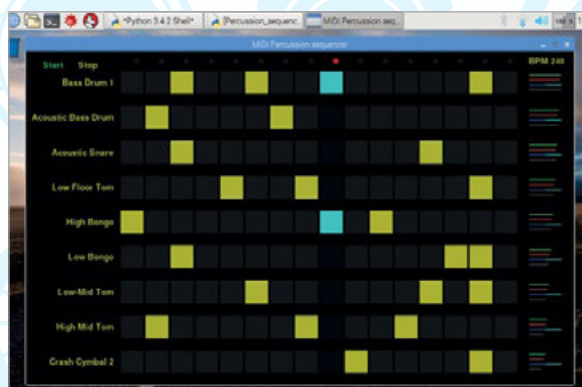 *Python 3.4.2 Shell*
[Percussion_sequenc...
MIDI Percussion seq...
MIDI Percussion sequencer
Start Stop BPM 240
Bass Drum 1
Acoustic Bass Drum
Acoustic Snare
Low Floor Tom
High Bongo
Low Bongo
Low-Mid Tom
High Mid Tom
Crash Cymbal 2